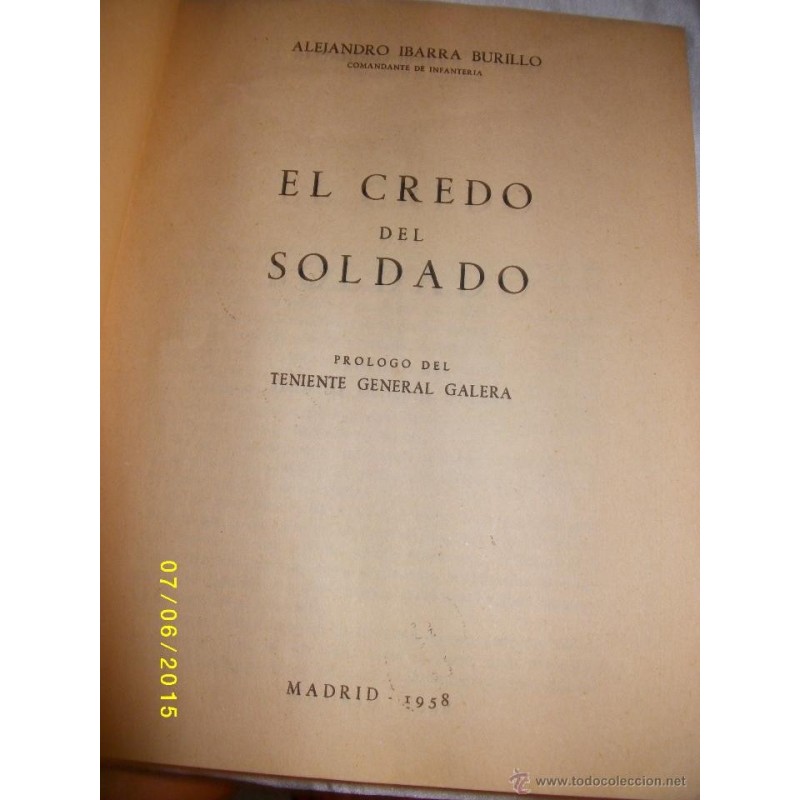 ALEJANDRO IBARRA BURILLO
COMANDANTE DE INFANTERIA
EL CREDO
DEL
SOLDADO
PROLOGO DEL
TENIENTE GENERAL GALERA
MADRID - 1958
07/06/2015
www.todocoleccion.net